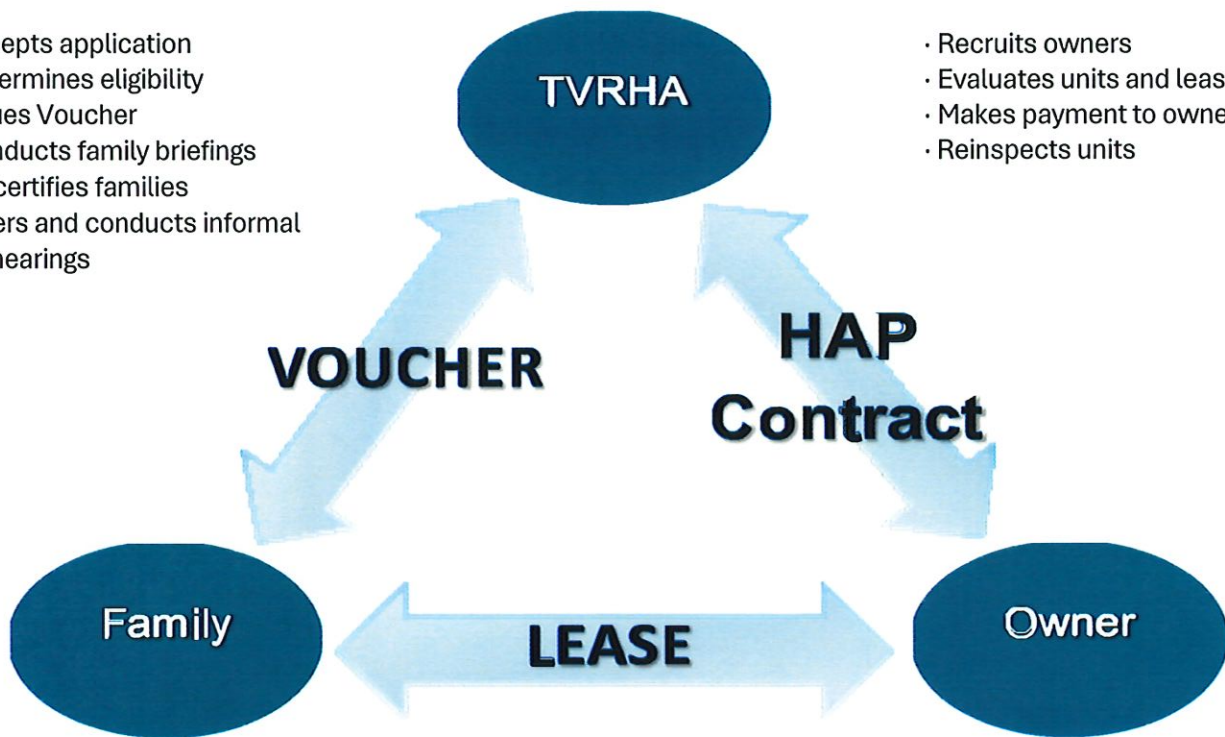 epts application
ermines eligibility
ues Voucher
nducts family briefings
certifies families
ers and conducts informal
hearings
TVRHA
· Recruits owners
· Evaluates units and leas
· Makes payment to owne
· Reinspects units
VOUCHER
HAP
Contract
Family
LEASE
Owner